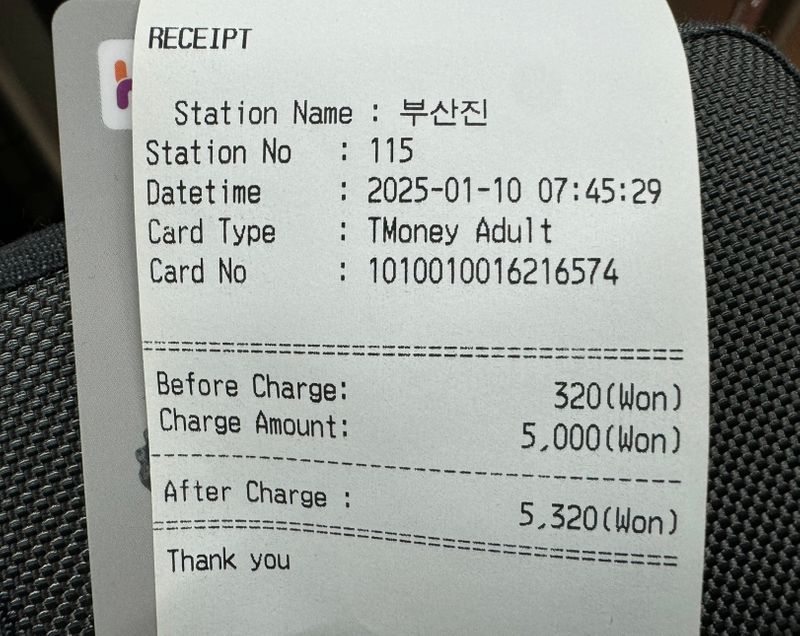 RECEIPT
Station Name : 부산진
Station No : 115
Datetime : 2025-01-10 07:45:29
Card Type : TMoney Adult
Card No : 1010010016216574
Before Charge: 320(Won)
Charge Amount: 5,000(Won)
After Charge : 5,320(Won)
Thank you